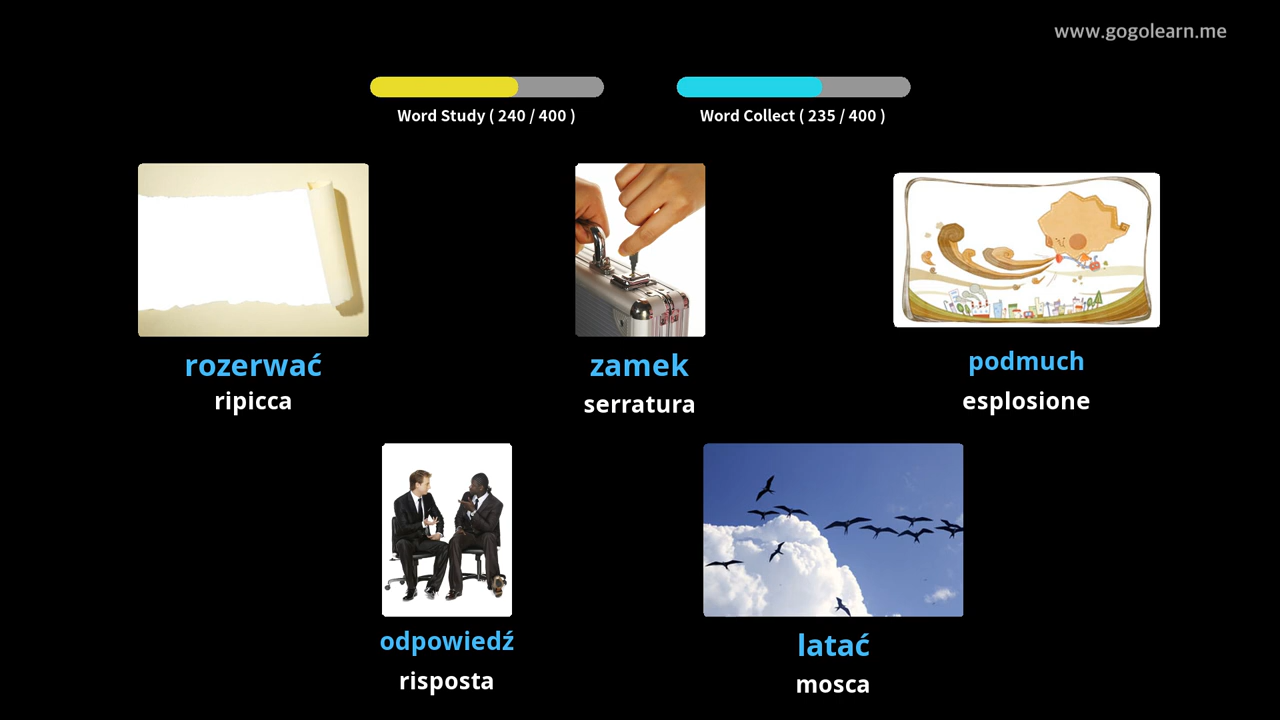 www.gogolearn.me
Word Study ( 240 / 400 )
Word Collect ( 235 / 400 )
rozerwać
ripicca
zamek
serratura
podmuch
esplosione
odpowiedź
risposta
latać
mosca